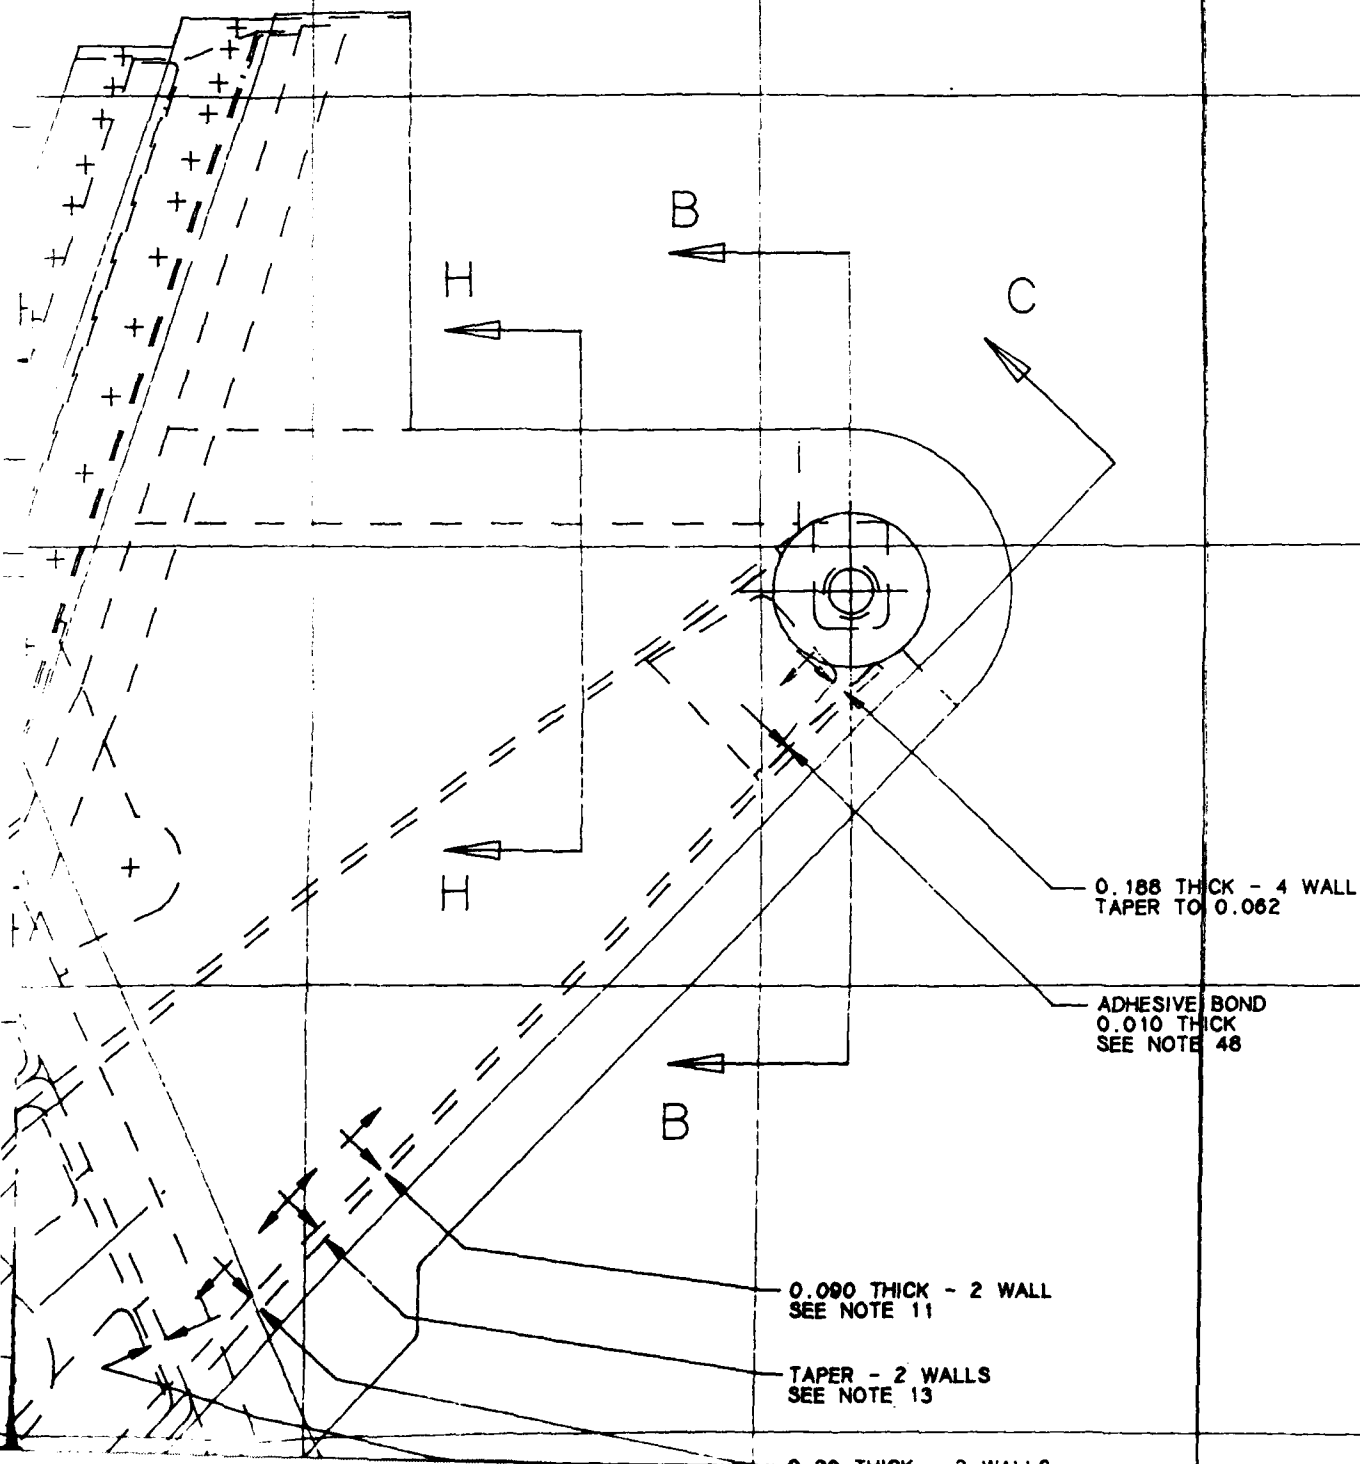 B
H
C
H
0.188 THICK - 4 WALL
TAPER TO 0.062
ADHESIVE BOND
0.010 THICK
SEE NOTE 48
B
0.090 THICK - 2 WALL
SEE NOTE 11
TAPER - 2 WALLS
SEE NOTE 13